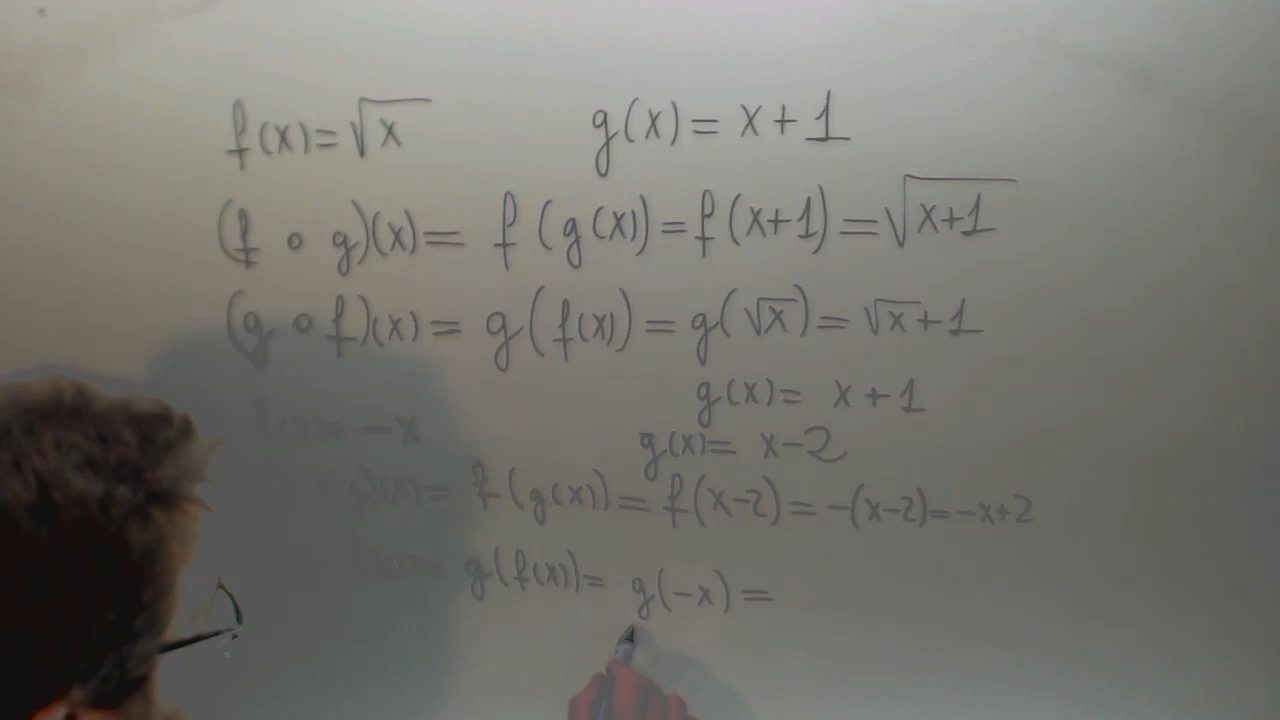 f(x)=√x g(x)= x+1
(f ∘ g)(x)= f(g(x))=f(x+1)=√(x+1)
(g ∘ f)(x)= g(f(x))=g(√x)=√x+1
g(x)= x+1
-x g(x)= x-2
g)(x)= f(g(x))=f(x-2)=-(x-2)=-x+2
g(f(x))= g(-x)=